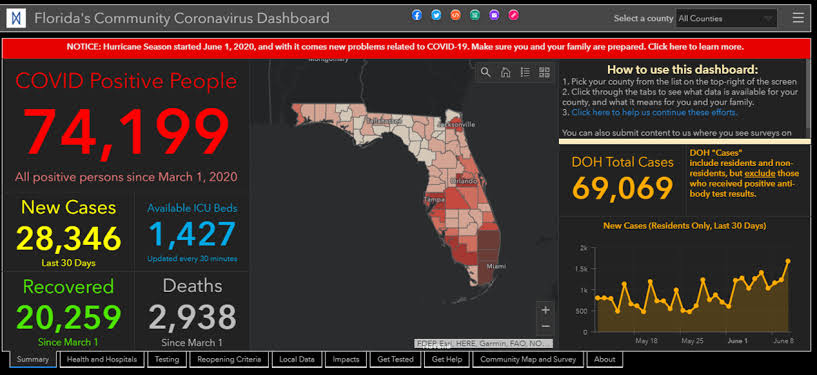 Florida's Community Coronavirus Dashboard
Select a county
All Counties
NOTICE: Hurricane Season started June 1, 2020, and with it comes new problems related to COVID-19. Make sure you and your family are prepared. Click here to learn more.
COVID Positive People
74,199
All positive persons since March 1, 2020
New Cases
28,346
Last 30 Days
Available ICU Beds
1,427
Updated every 30 minutes
Recovered
20,259
Since March 1
Deaths
2,938
Since March 1
Montgomery
Tallahassee
Jacksonville
Orlando
Tampa
Miami
+
−
FDEP, Esri, HERE, Garmin, FAO, NO...
How to use this dashboard:
1. Pick your county from the list on the top-right of the screen
2. Click through the tabs to see what data is available for your
county, and what it means for you and your family.
3. Click here to help us continue these efforts.
You can also submit content to us where you see surveys on
DOH Total Cases
69,069
DOH "Cases"
include residents and non-
residents, but exclude those
who received positive anti-
body test results.
New Cases (Residents Only, Last 30 Days)
2k
1.5k
1k
500
0
May 18
May 25
June 1
June 8
Summary
Health and Hospitals
Testing
Reopening Criteria
Local Data
Impacts
Get Tested
Get Help
Community Map and Survey
About